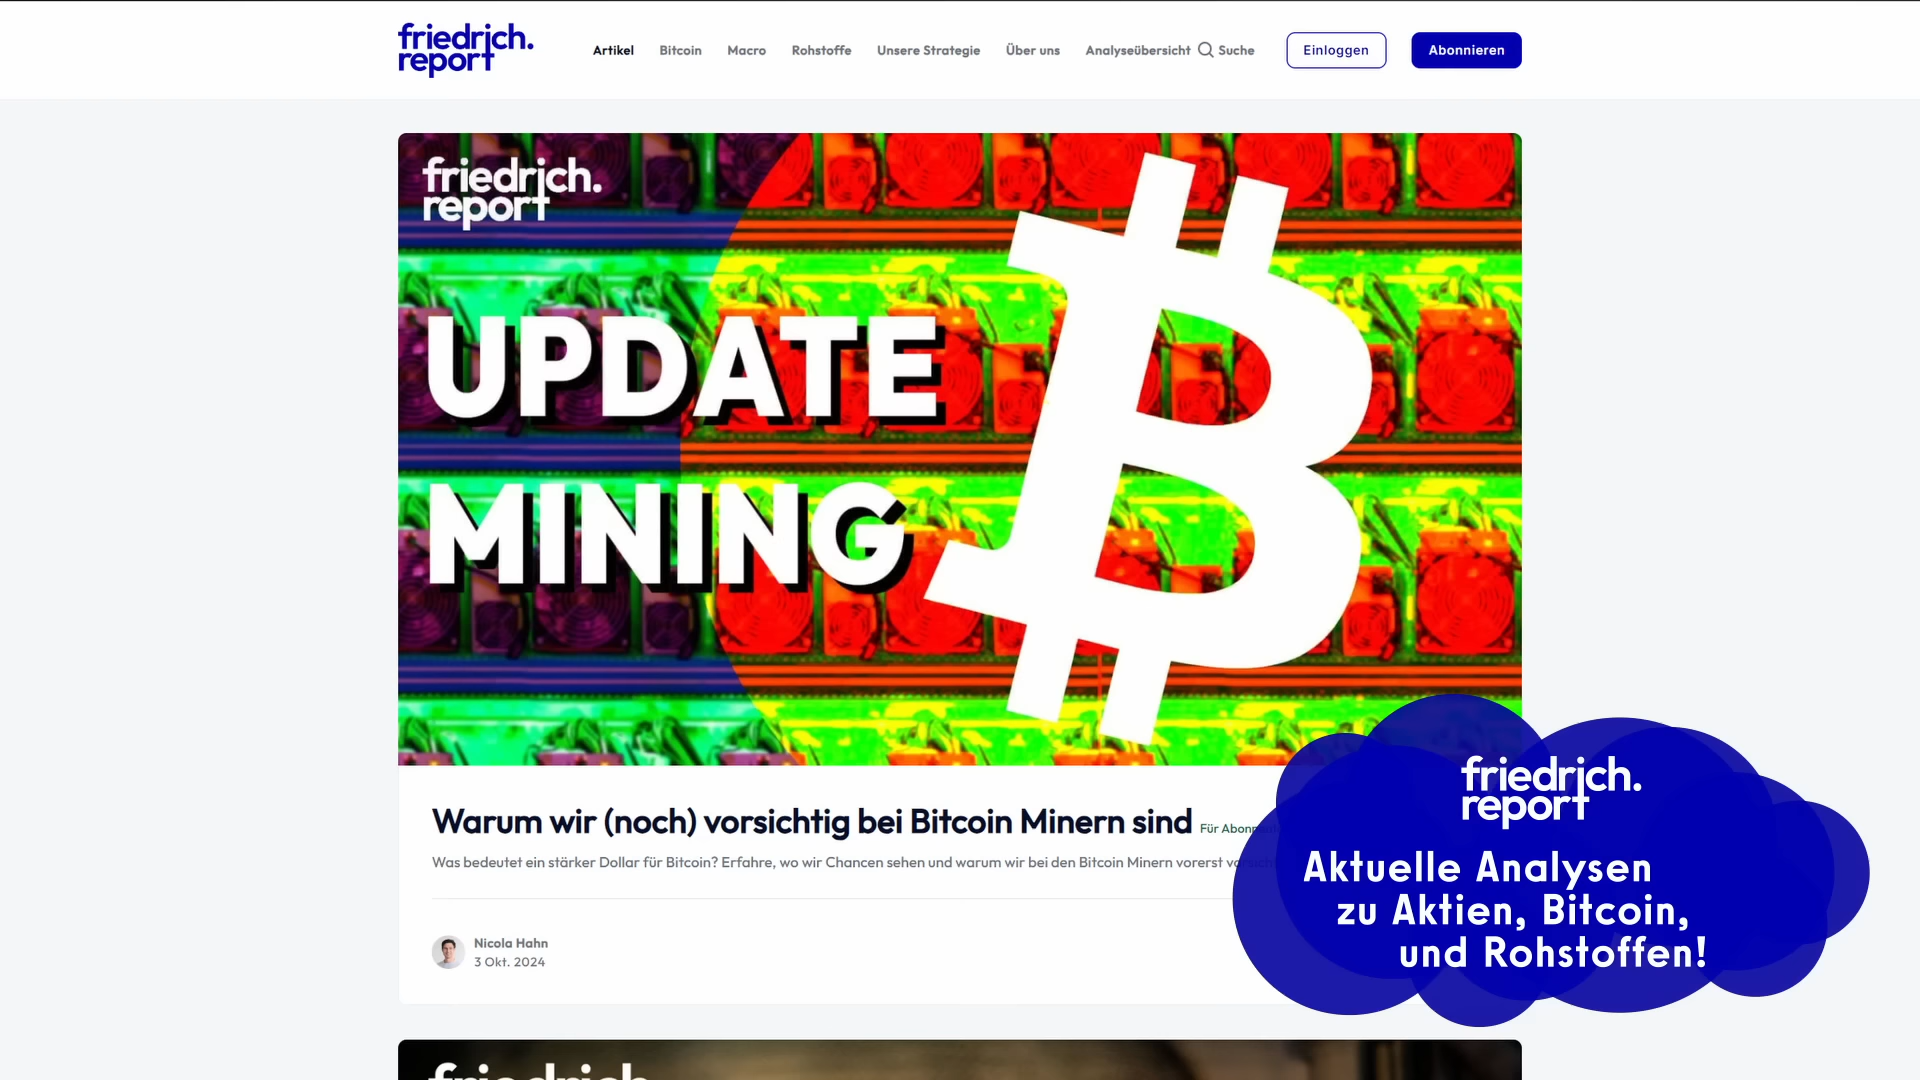 friedrich.
report
Artikel Bitcoin Macro Rohstoffe Unsere Strategie Über uns Analyseübersicht Suche Einloggen Abonnieren
friedrich.
report
UPDATE
MINING
Warum wir (noch) vorsichtig bei Bitcoin Minern sind Für
Was bedeutet ein stärker Dollar für Bitcoin? Erfahre, wo wir Chancen sehen und warum wir bei den Bitcoin Minern vorerst
Nicola Hahn
3 Okt. 2024
friedrich.
report
Aktuelle Analysen
zu Aktien, Bitcoin,
und Rohstoffen!